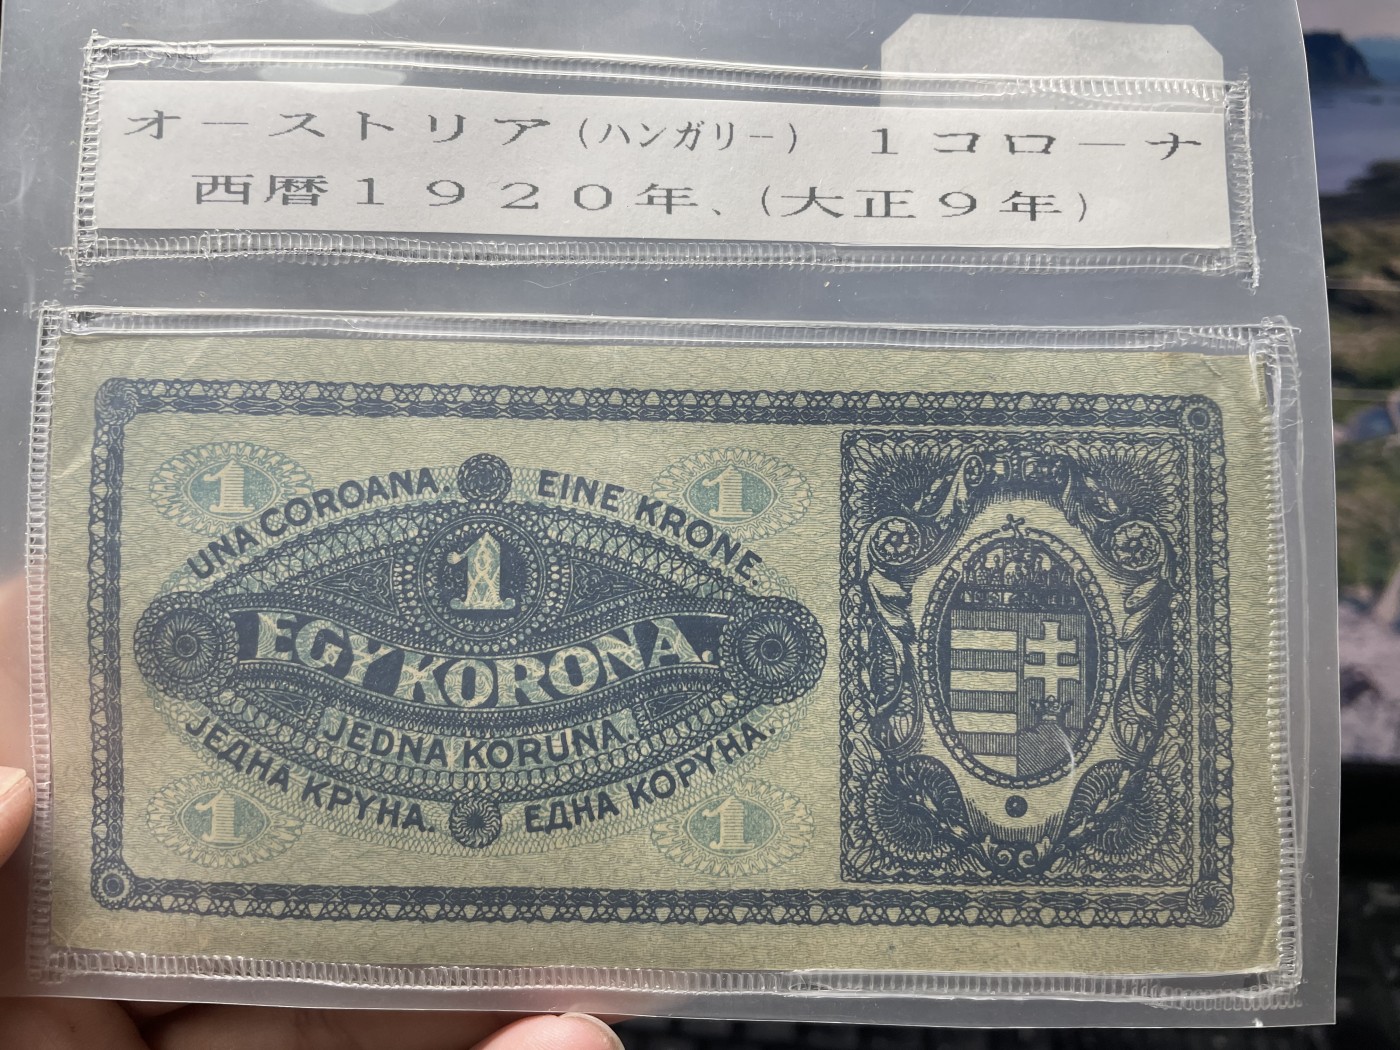 オーストリア（ハンガリー） １コローナ
西暦１９２０年、（大正９年）
1
1
UNA COROANA.
EINE KRONE.
1
EGY KORONA.
JEDNA KORUNA.
ЈЕДНА КРУНА.
ЕДНА КОРУНА.
1
1